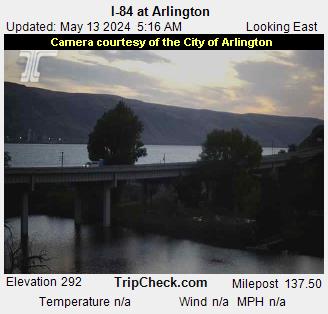 I-84 at Arlington
Updated: May 13 2024 5:16 AM Looking East
Camera courtesy of the City of Arlington
Elevation 292 TripCheck.com Milepost 137.50
Temperature n/a Wind n/a MPH n/a